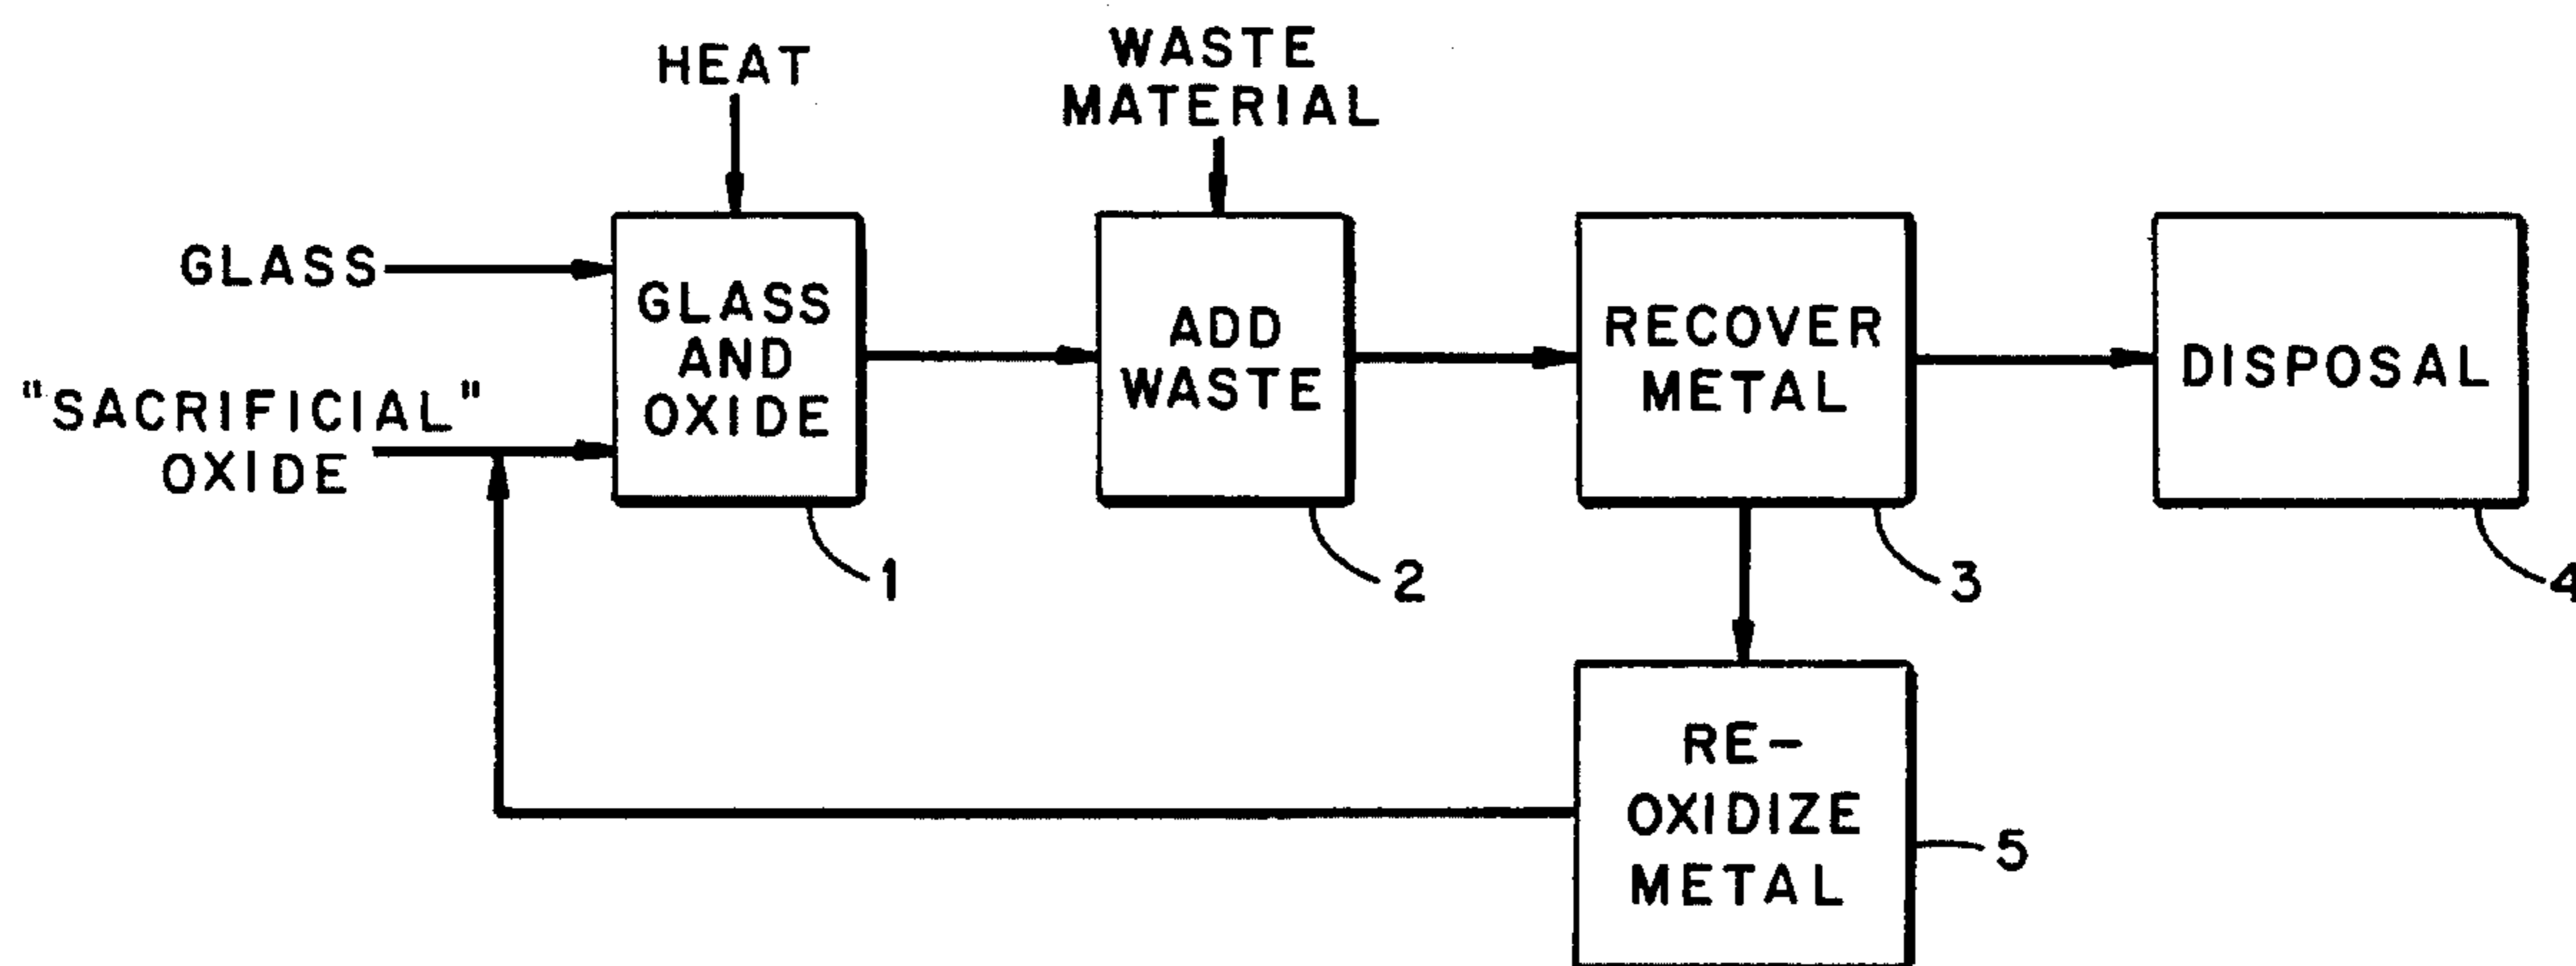 HEAT
WASTE
MATERIAL
GLASS
"SACRIFICIAL"
OXIDE
GLASS
AND
OXIDE
1
ADD
WASTE
2
RECOVER
METAL
3
DISPOSAL
4
RE-
OXIDIZE
METAL
5